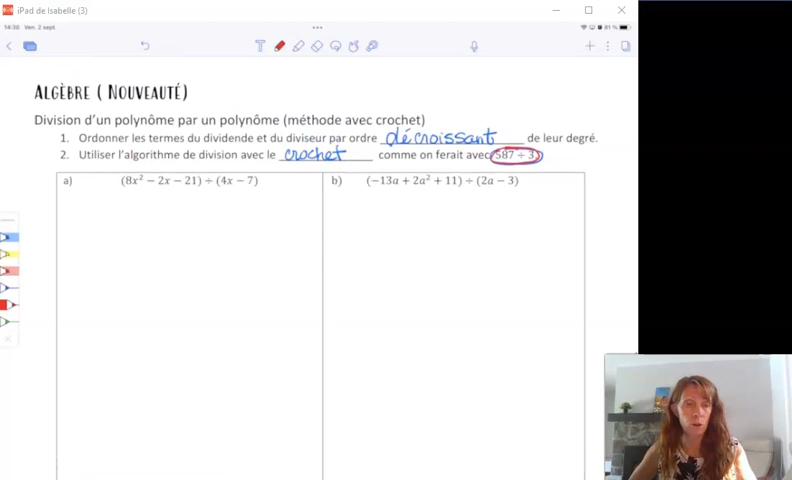 iPad de Isabelle (3)
14:30 Ven. 2 sept.
81 %
ALGÈBRE ( NOUVEAUTÉ)
Division d'un polynôme par un polynôme (méthode avec crochet)
1. Ordonner les termes du dividende et du diviseur par ordre décroissant de leur degré.
2. Utiliser l'algorithme de division avec le crochet comme on ferait avec 587 ÷ 3
a) (8x² − 2x − 21) ÷ (4x − 7)
b) (−13a + 2a² + 11) ÷ (2a − 3)